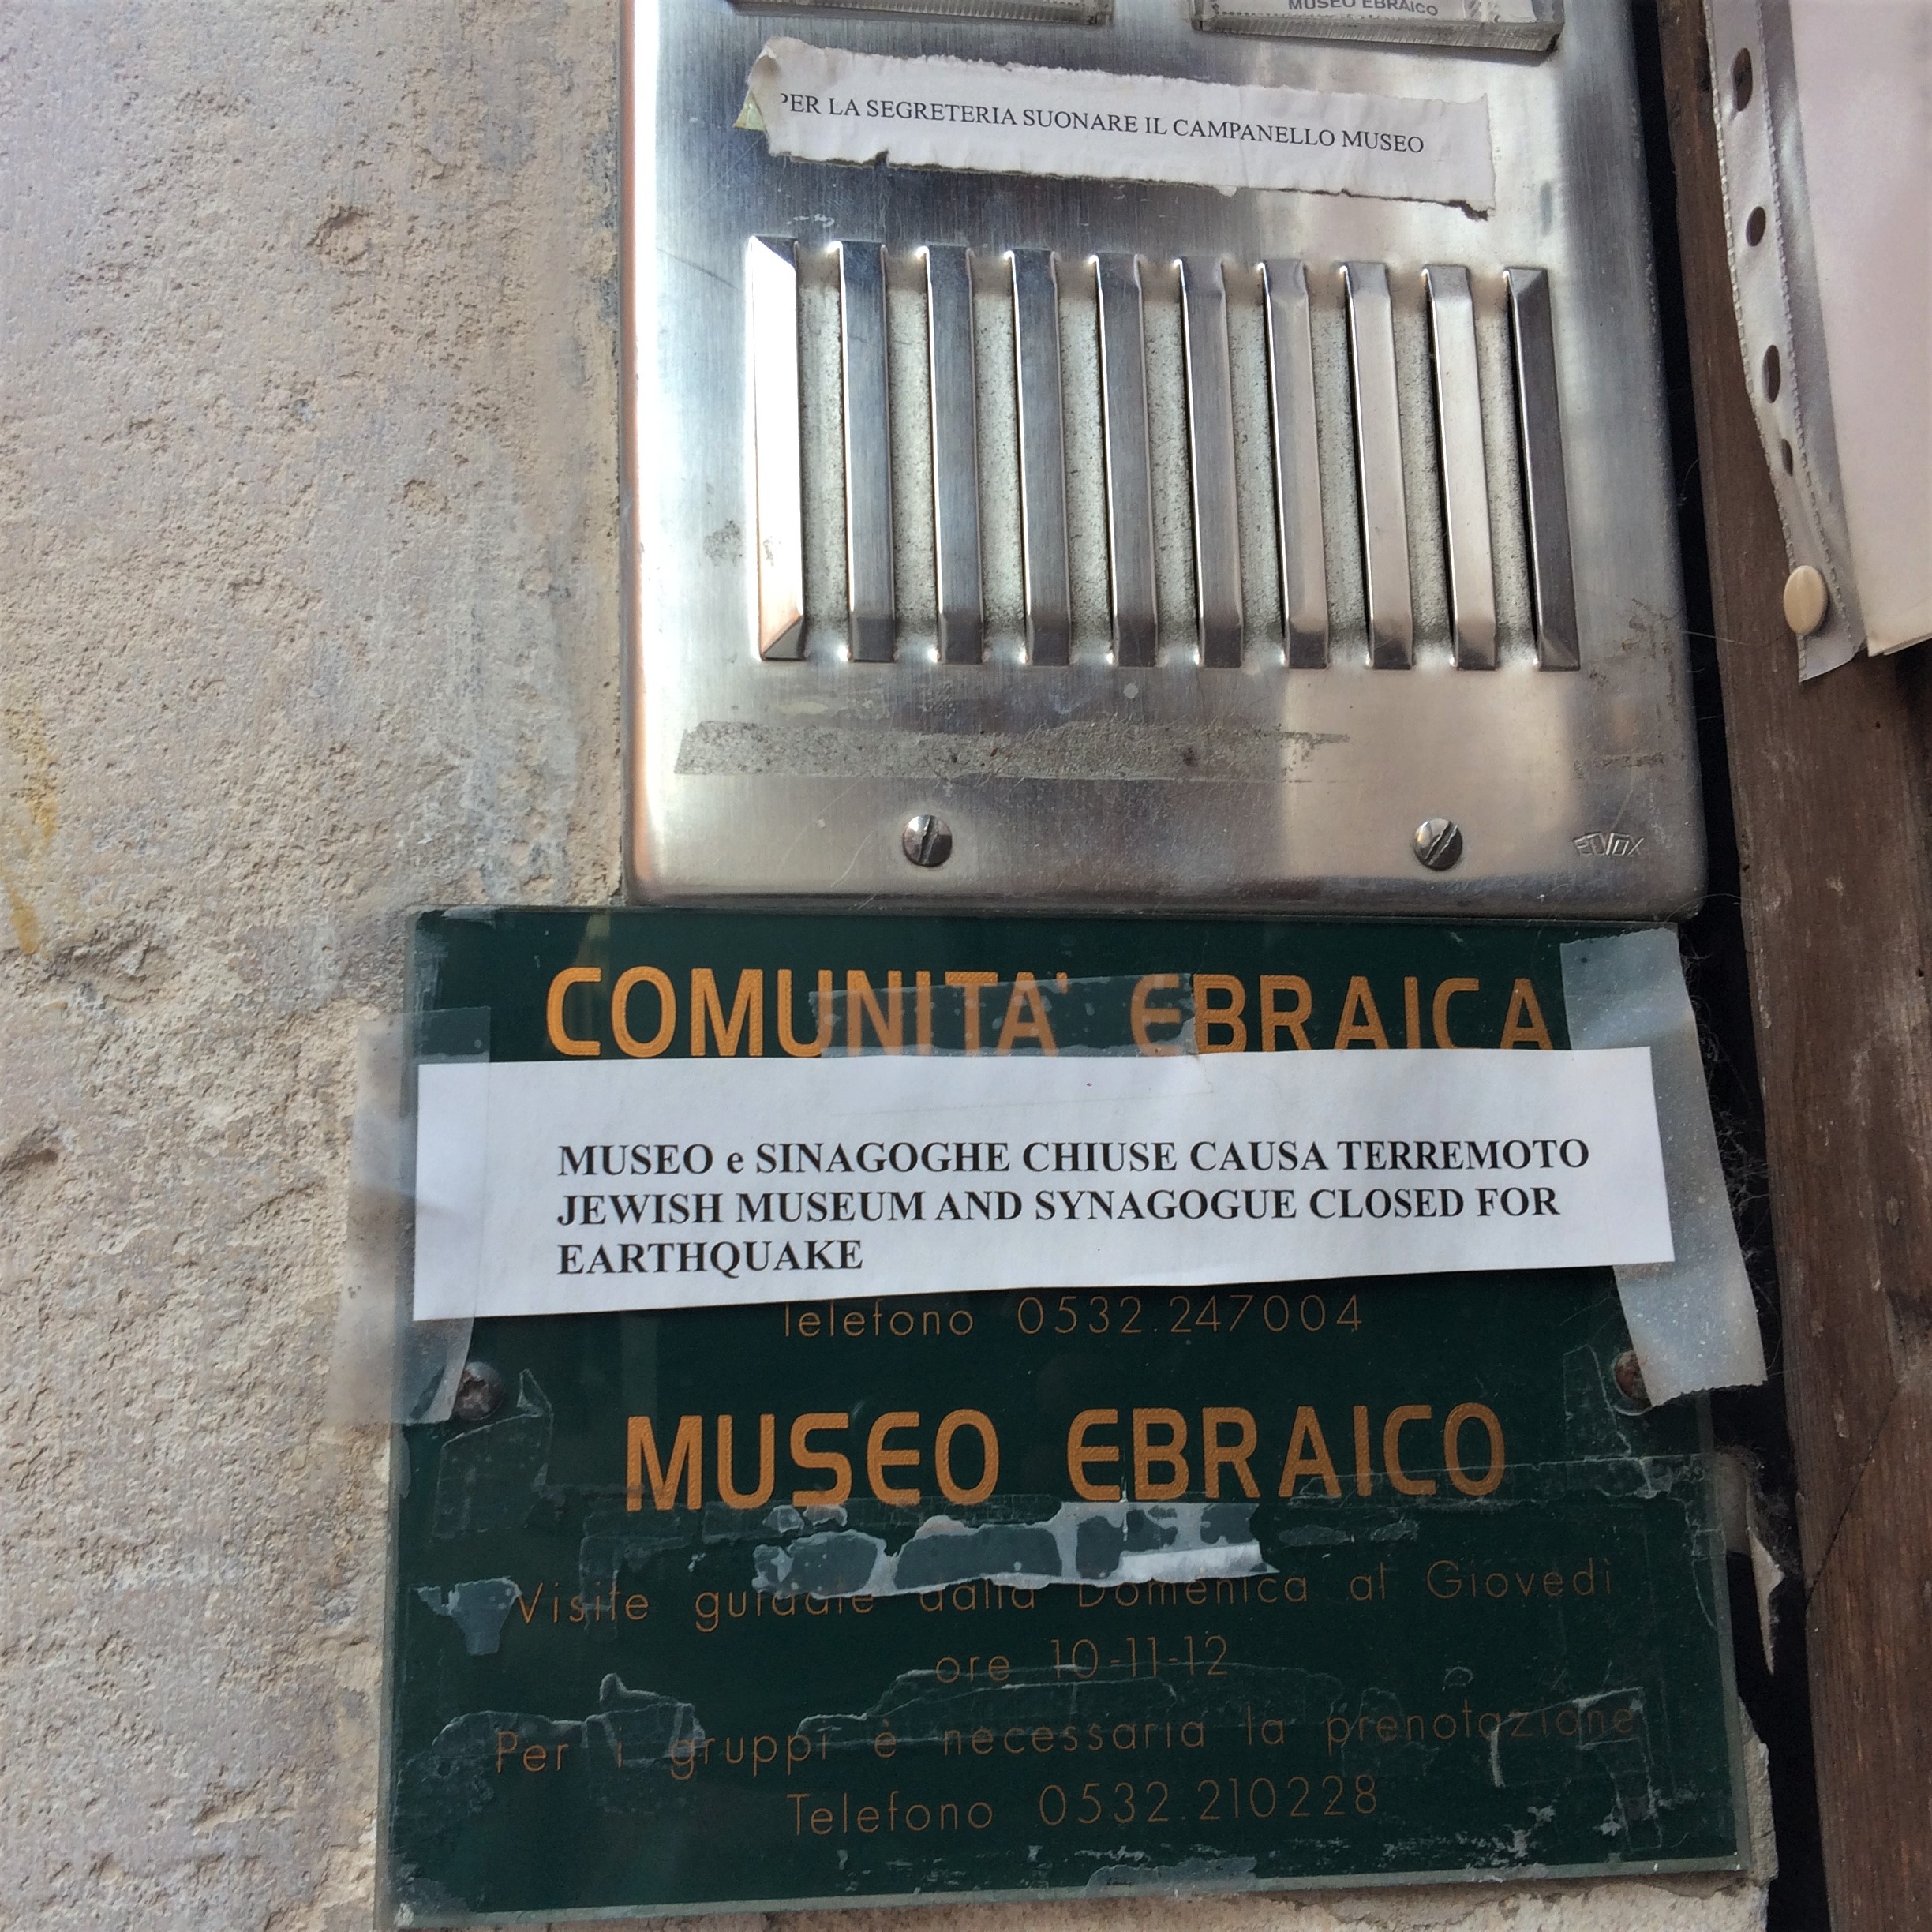 MUSEO EBRAICO
PER LA SEGRETERIA SUONARE IL CAMPANELLO MUSEO
elvox
COMUNITA' EBRAICA
MUSEO e SINAGOGHE CHIUSE CAUSA TERREMOTO
JEWISH MUSEUM AND SYNAGOGUE CLOSED FOR
EARTHQUAKE
Telefono 0532.247004
MUSEO EBRAICO
Visite guidate dalla Domenica al Giovedì
ore 10-11-12
Per i gruppi è necessaria la prenotazione
Telefono 0532.210228